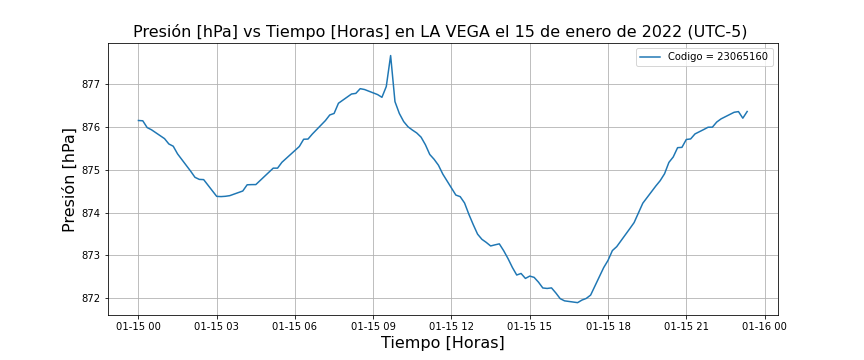 Presión [hPa] vs Tiempo [Horas] en LA VEGA el 15 de enero de 2022 (UTC-5)
Codigo = 23065160
Presión [hPa]
877
876
875
874
873
872
01-15 00 01-15 03 01-15 06 01-15 09 01-15 12 01-15 15 01-15 18 01-15 21 01-16 00
Tiempo [Horas]